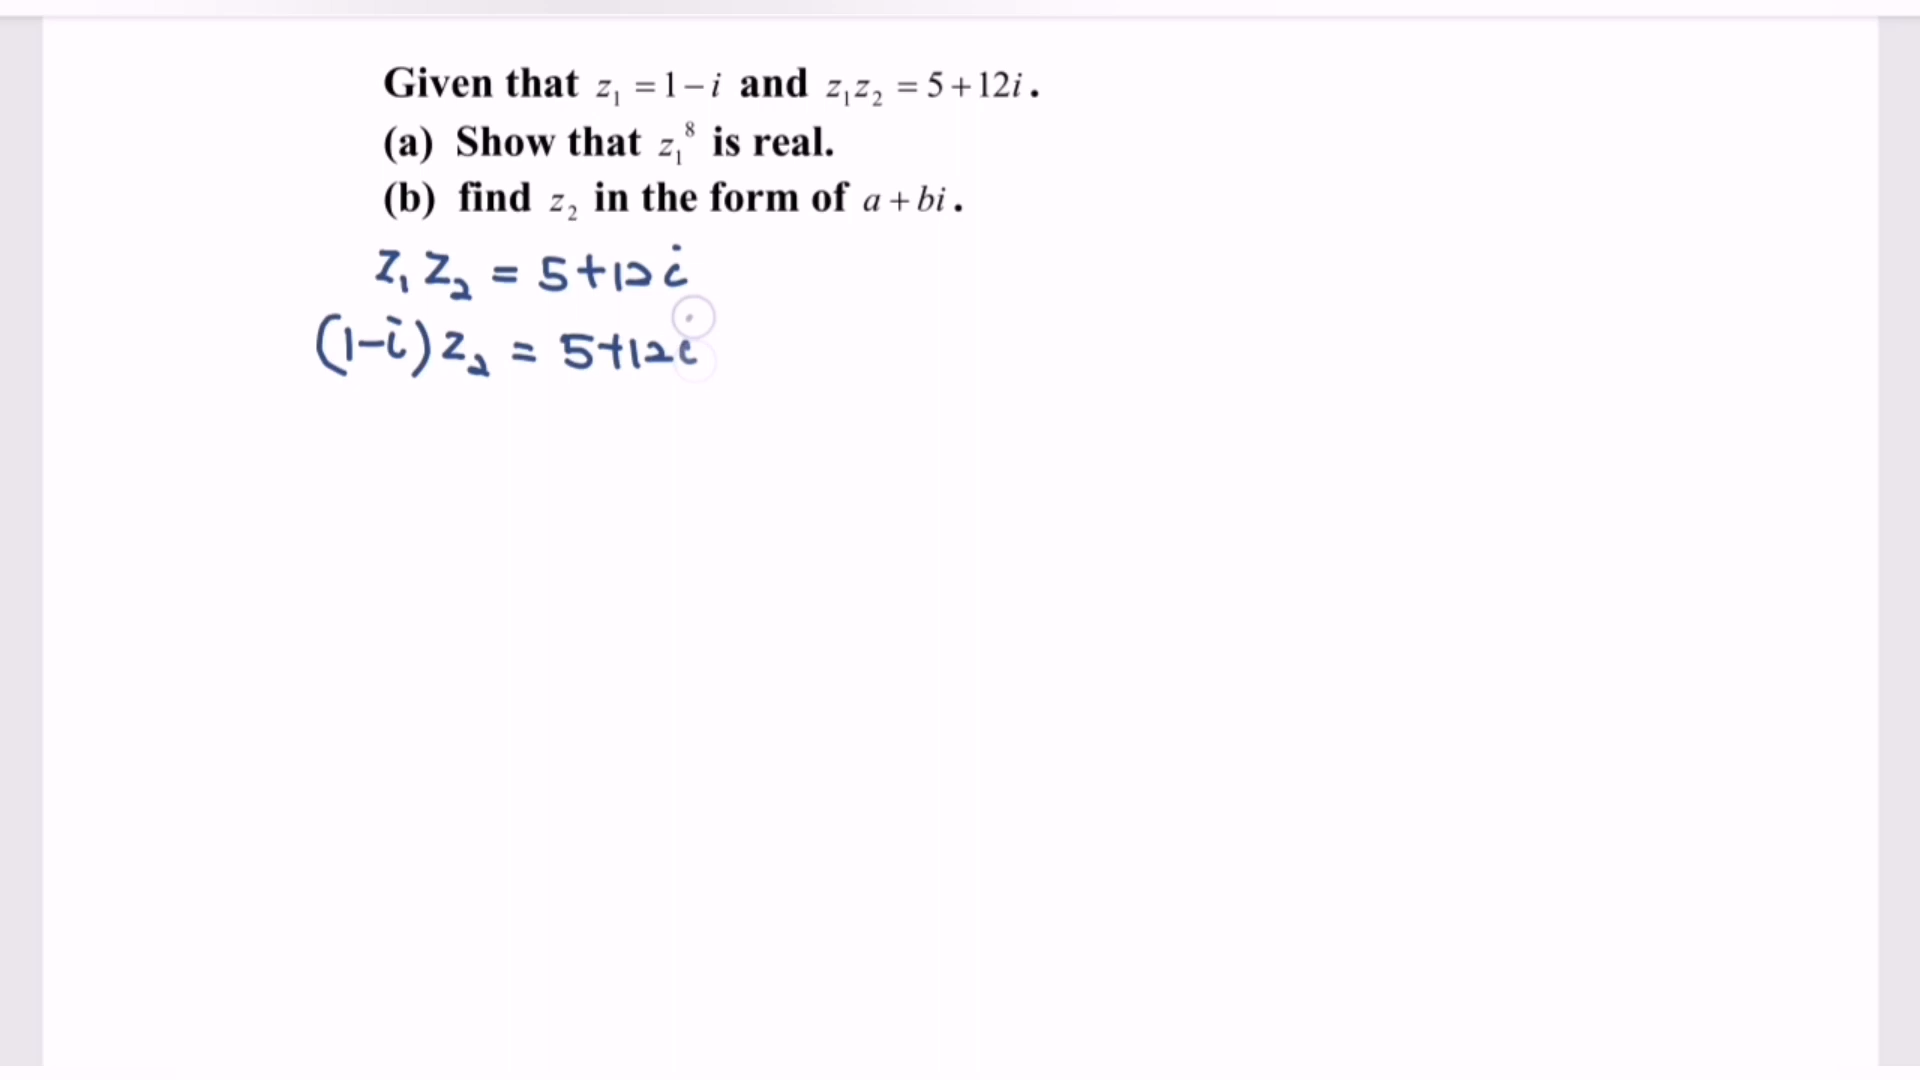 Given that z₁ = 1 − i and z₁z₂ = 5 + 12i.
(a) Show that z₁⁸ is real.
(b) find z₂ in the form of a + bi.
z₁ z₂ = 5+12i
(1-i) z₂ = 5+12i